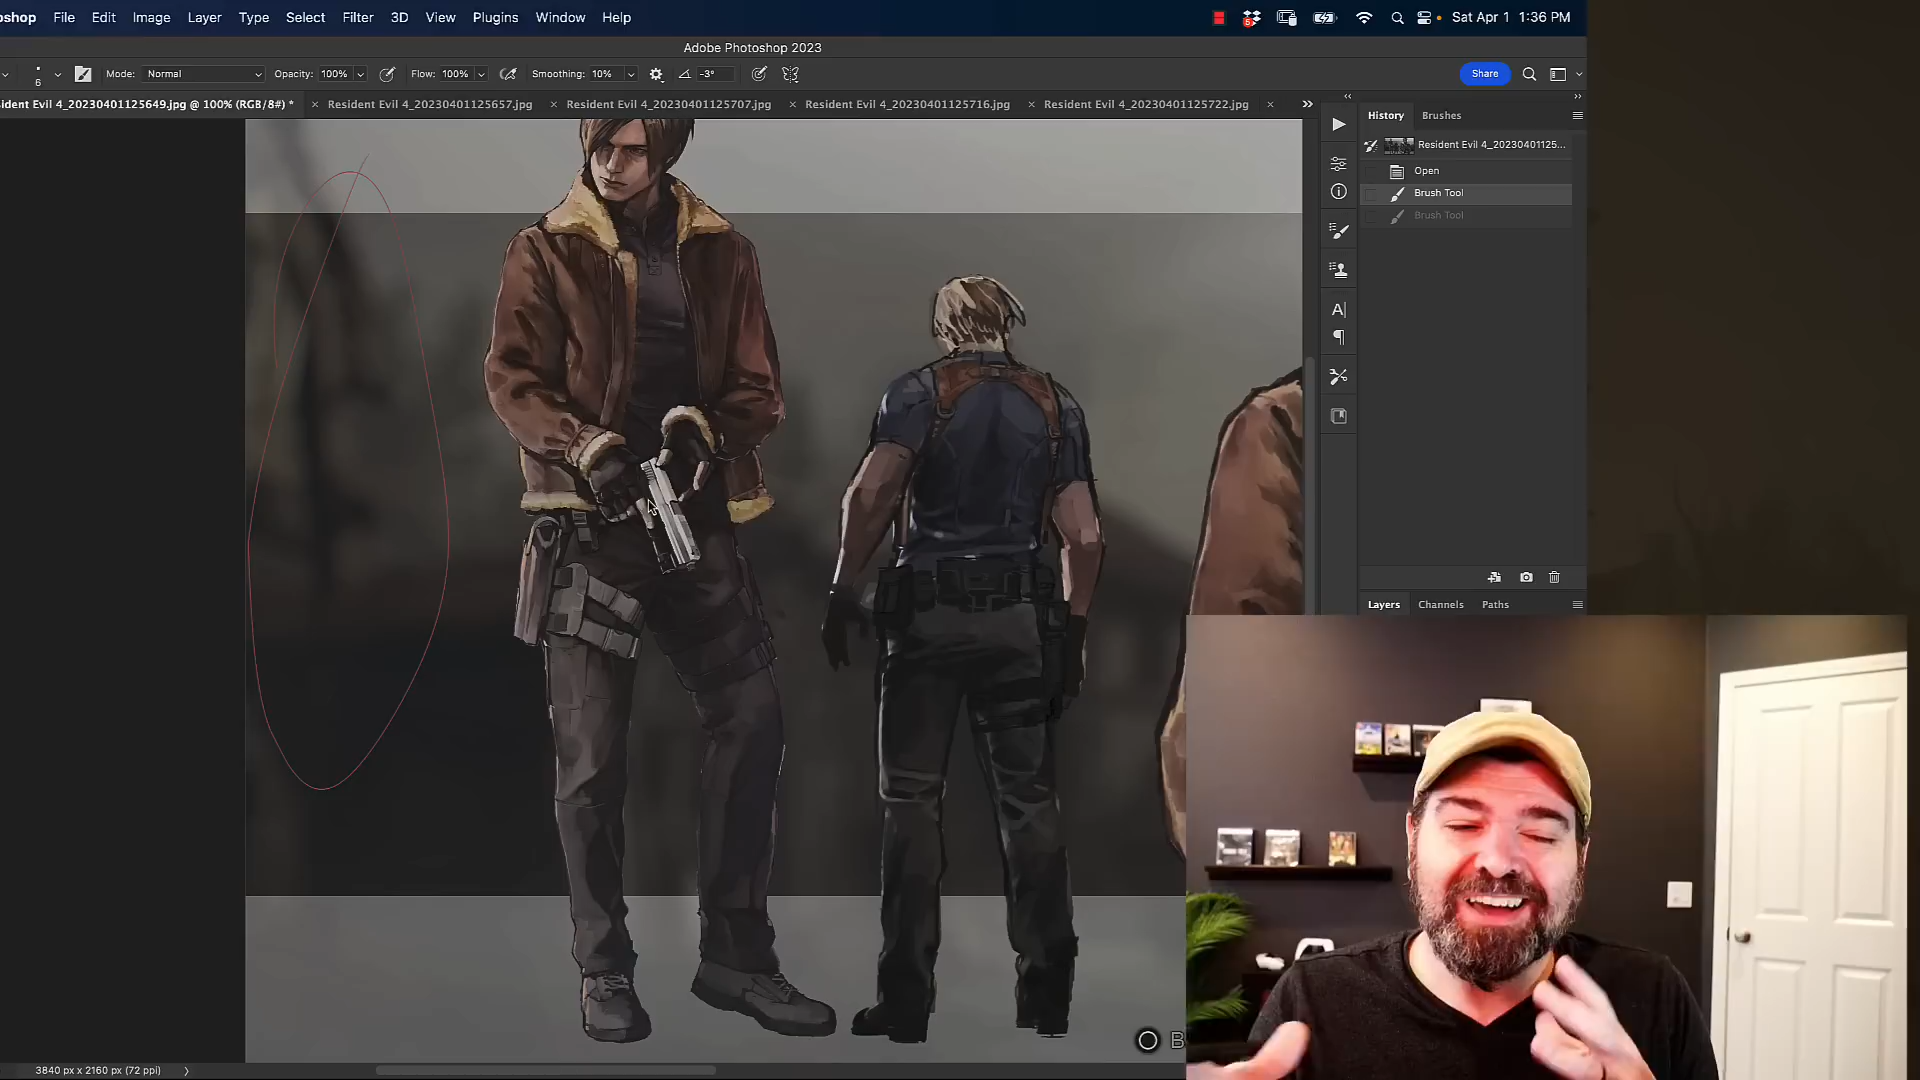 oshop File Edit Image Layer Type Select Filter 3D View Plugins Window Help Sat Apr 1 1:36 PM
Adobe Photoshop 2023
6 Mode: Normal Opacity: 100% Flow: 100% Smoothing: 10% -3° Share
ident Evil 4_20230401125649.jpg @ 100% (RGB/8#) * × Resident Evil 4_20230401125657.jpg × Resident Evil 4_20230401125707.jpg × Resident Evil 4_20230401125716.jpg × Resident Evil 4_20230401125722.jpg ×
History Brushes
Resident Evil 4_20230401125...
Open
Brush Tool
Brush Tool
Layers Channels Paths
B
3840 px x 2160 px (72 ppi)